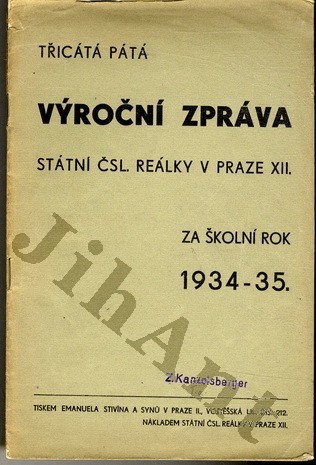 TŘICÁTÁ PÁTÁ
VÝROČNÍ ZPRÁVA
STÁTNÍ ČSL. REÁLKY V PRAZE XII.
ZA ŠKOLNÍ ROK
1934-35.
JihAnt
Z. Kanzelsberger
TISKEM EMANUELA STIVÍNA A SYNŮ V PRAZE II., VOJTĚŠSKÁ UL. 212.
NÁKLADEM STÁTNÍ ČSL. REÁLKY V PRAZE XII.